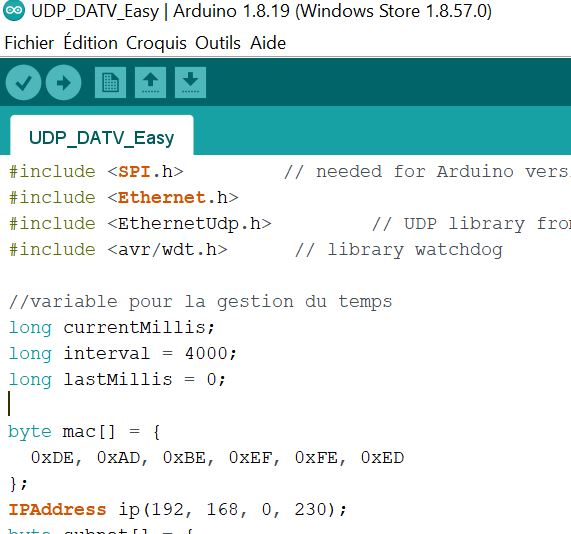 UDP_DATV_Easy | Arduino 1.8.19 (Windows Store 1.8.57.0)
Fichier Édition Croquis Outils Aide
UDP_DATV_Easy
#include <SPI.h> // needed for Arduino versi
#include <Ethernet.h>
#include <EthernetUdp.h> // UDP library from
#include <avr/wdt.h> // library watchdog
//variable pour la gestion du temps
long currentMillis;
long interval = 4000;
long lastMillis = 0;
byte mac[] = {
0xDE, 0xAD, 0xBE, 0xEF, 0xFE, 0xED
};
IPAddress ip(192, 168, 0, 230);
byte subnet[] = {